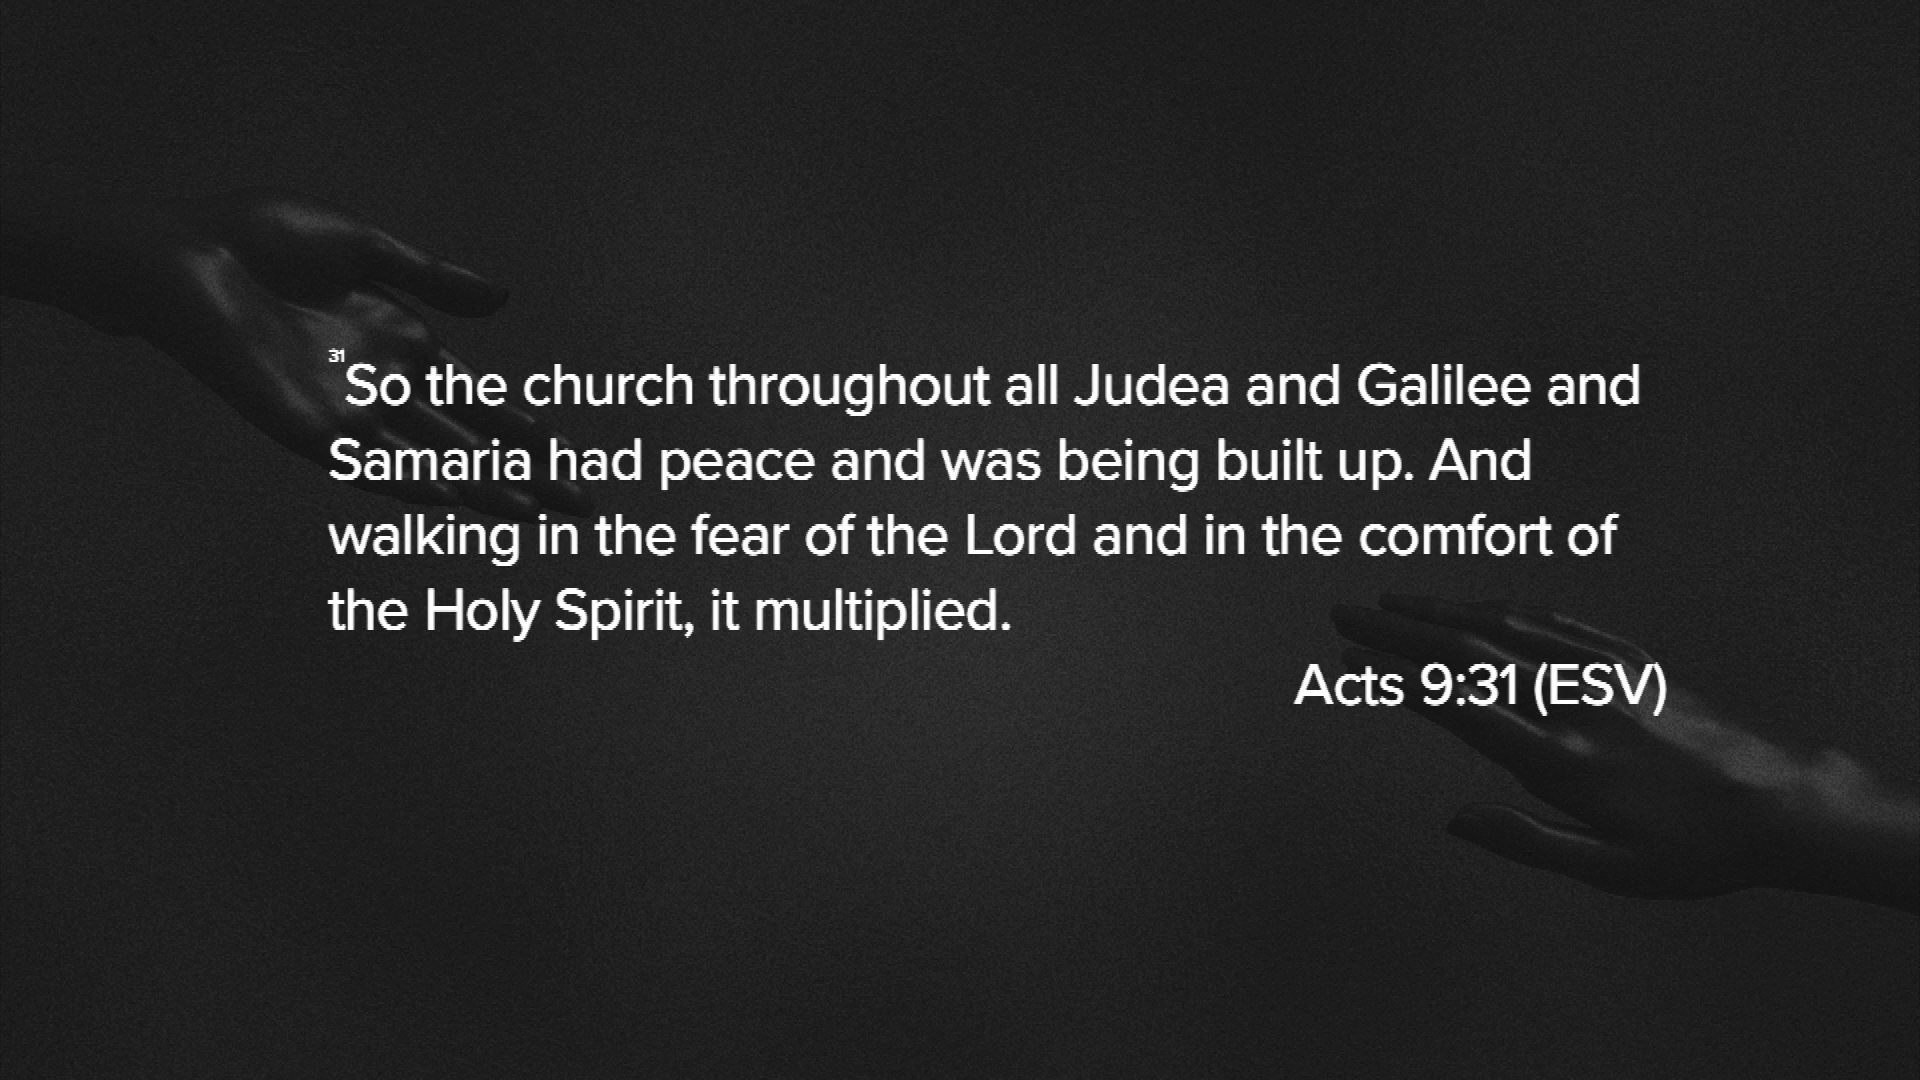 31So the church throughout all Judea and Galilee and
Samaria had peace and was being built up. And
walking in the fear of the Lord and in the comfort of
the Holy Spirit, it multiplied.
Acts 9:31 (ESV)